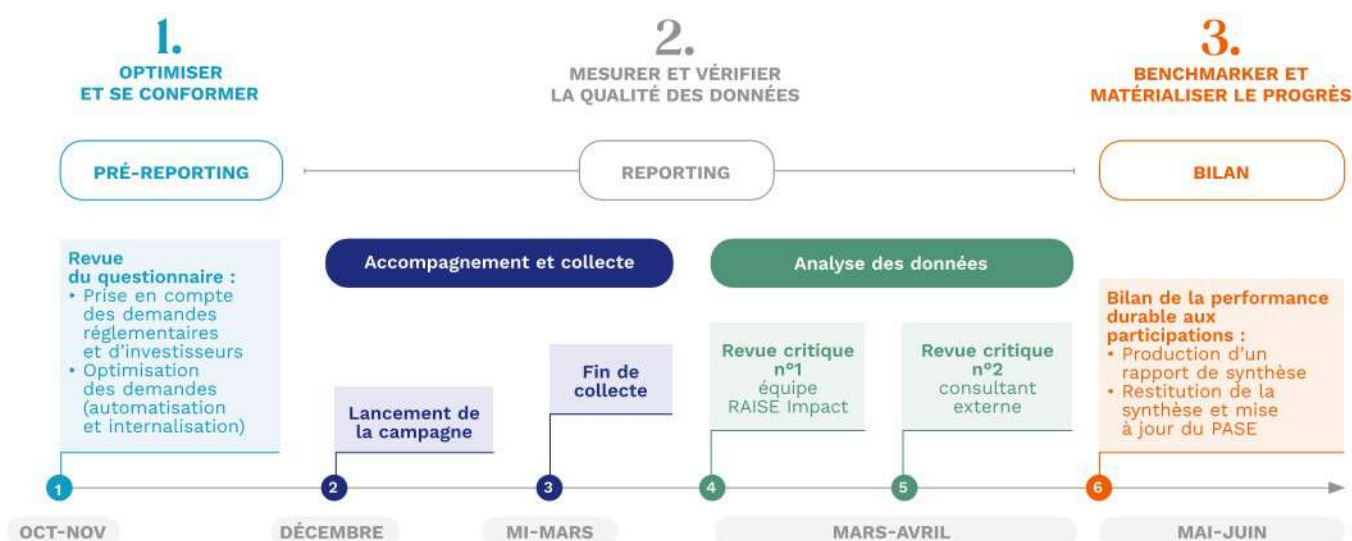 1.
OPTIMISER
ET SE CONFORMER
2.
MESURER ET VÉRIFIER
LA QUALITÉ DES DONNÉES
3.
BENCHMARKER ET
MATÉRIALISER LE PROGRÈS
PRÉ-REPORTING
REPORTING
BILAN
Revue
du questionnaire :
• Prise en compte
des demandes
réglementaires
et d'investisseurs
• Optimisation
des demandes
(automatisation
et internalisation)
Accompagnement et collecte
Lancement de
la campagne
Fin de
collecte
Analyse des données
Revue critique
n°1
équipe
RAISE Impact
Revue critique
n°2
consultant
externe
Bilan de la performance
durable aux
participations :
• Production d'un
rapport de synthèse
• Restitution de la
synthèse et mise
à jour du PASE
1
2
3
4
5
6
OCT-NOV
DÉCEMBRE
MI-MARS
MARS-AVRIL
MAI-JUIN